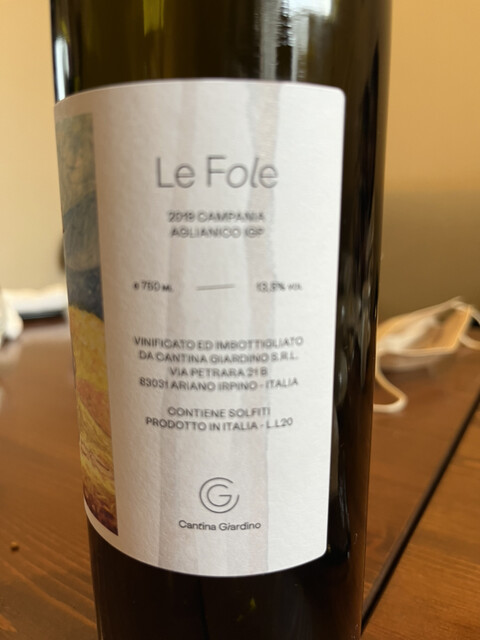 Le Fole
2019 CAMPANIA
AGLIANICO IGP
e 750 ML
12,5% VOL
VINIFICATO ED IMBOTTIGLIATO
DA CANTINA GIARDINO S.R.L.
VIA PETRARA 21 B
83031 ARIANO IRPINO - ITALIA
CONTIENE SOLFITI
PRODOTTO IN ITALIA - L.L20
Cantina Giardino